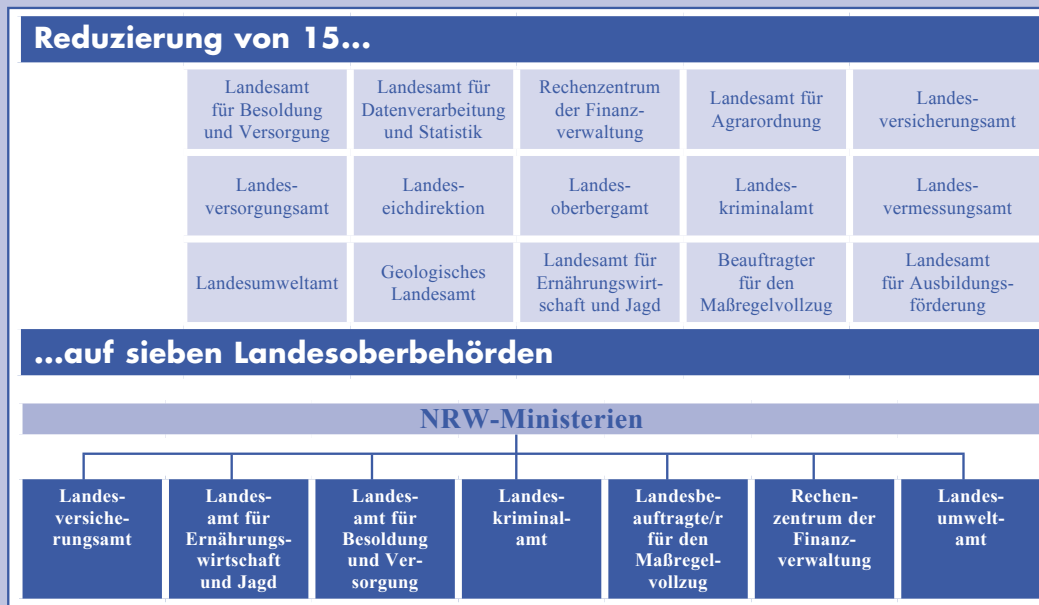 Reduzierung von 15...
Landesamt
für Besoldung
und Versorgung
Landesamt für
Datenverarbeitung
und Statistik
Rechenzentrum
der Finanz-
verwaltung
Landesamt für
Agrarordnung
Landes-
versicherungsamt
Landes-
versorgungsamt
Landes-
eichdirektion
Landes-
oberbergamt
Landes-
kriminalamt
Landes-
vermessungsamt
Landesumweltamt
Geologisches
Landesamt
Landesamt für
Ernährungswirt-
schaft und Jagd
Beauftragter
für den
Maßregelvollzug
Landesamt
für Ausbildungs-
förderung
...auf sieben Landesoberbehörden
NRW-Ministerien
Landes-
versiche-
rungsamt
Landes-
amt für
Ernährungs-
wirtschaft
und Jagd
Landes-
amt für
Besoldung
und Ver-
sorgung
Landes-
kriminal-
amt
Landesbe-
auftragte/r
für den
Maßregel-
vollzug
Rechen-
zentrum der
Finanz-
verwaltung
Landes-
umwelt-
amt